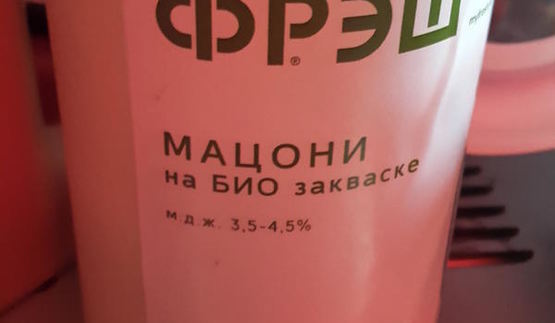 ФРЭШ®
МАЦОНИ
на БИО закваске
м.д.ж. 3,5-4,5%